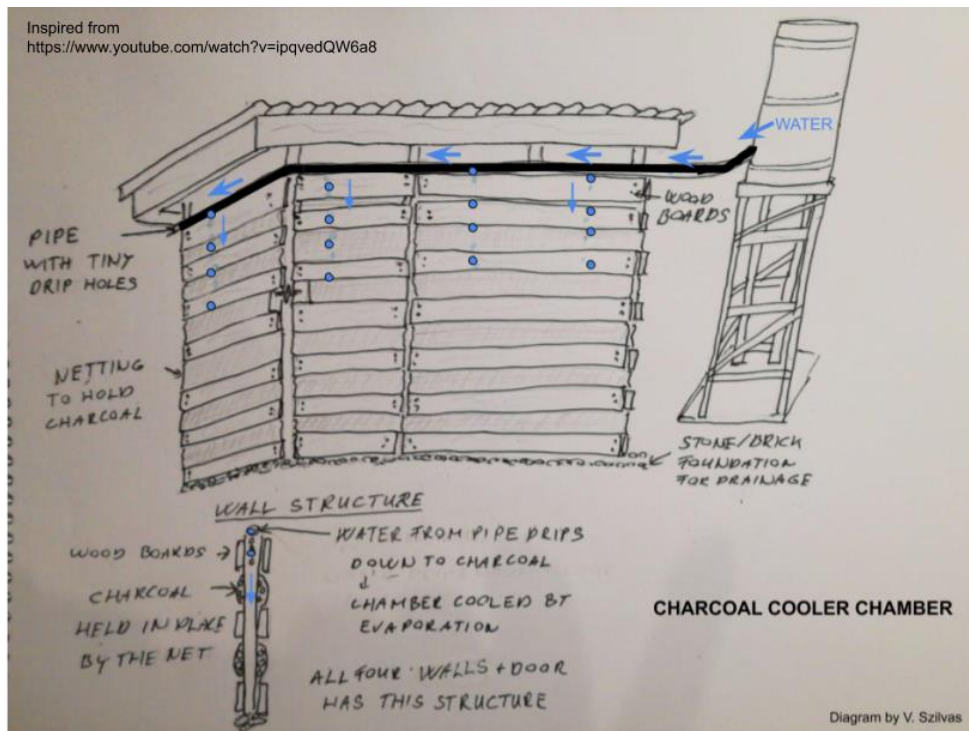 Inspired from
https://www.youtube.com/watch?v=ipqvedQW6a8
WATER
WOOD
BOARDS
PIPE
WITH TINY
DRIP HOLES
NETTING
TO HOLD
CHARCOAL
STONE/BRICK
FOUNDATION
FOR DRAINAGE
WALL STRUCTURE
WATER FROM PIPE DRIPS
DOWN TO CHARCOAL
↓
CHAMBER COOLED BY
EVAPORATION
WOOD BOARDS
CHARCOAL
HELD IN PLACE
BY THE NET
ALL FOUR WALLS + DOOR
HAS THIS STRUCTURE
CHARCOAL COOLER CHAMBER
Diagram by V. Szilvas